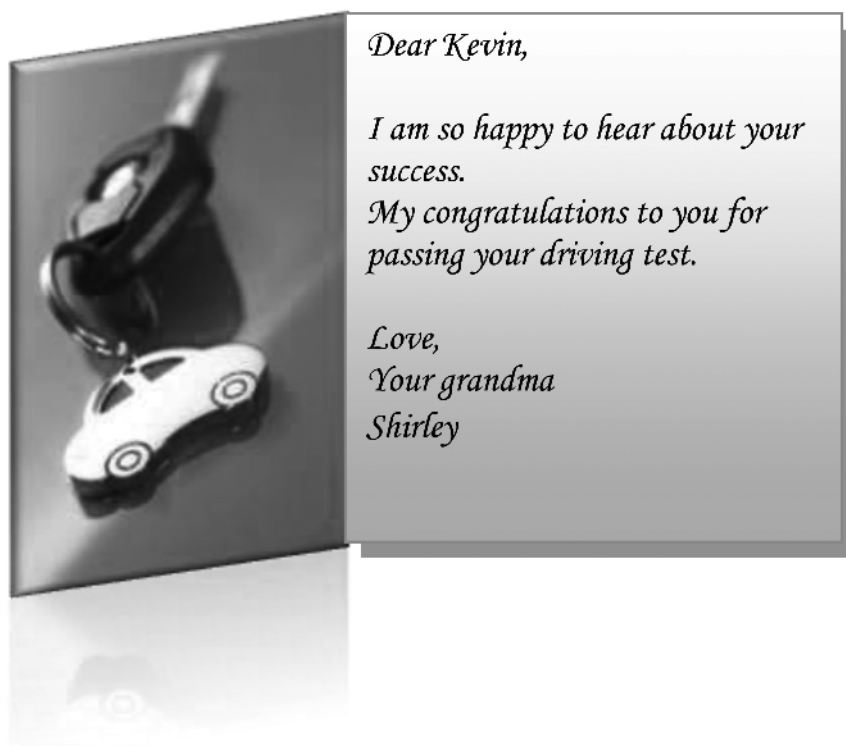 Dear Kevin,
I am so happy to hear about your
success.
My congratulations to you for
passing your driving test.
Love,
Your grandma
Shirley